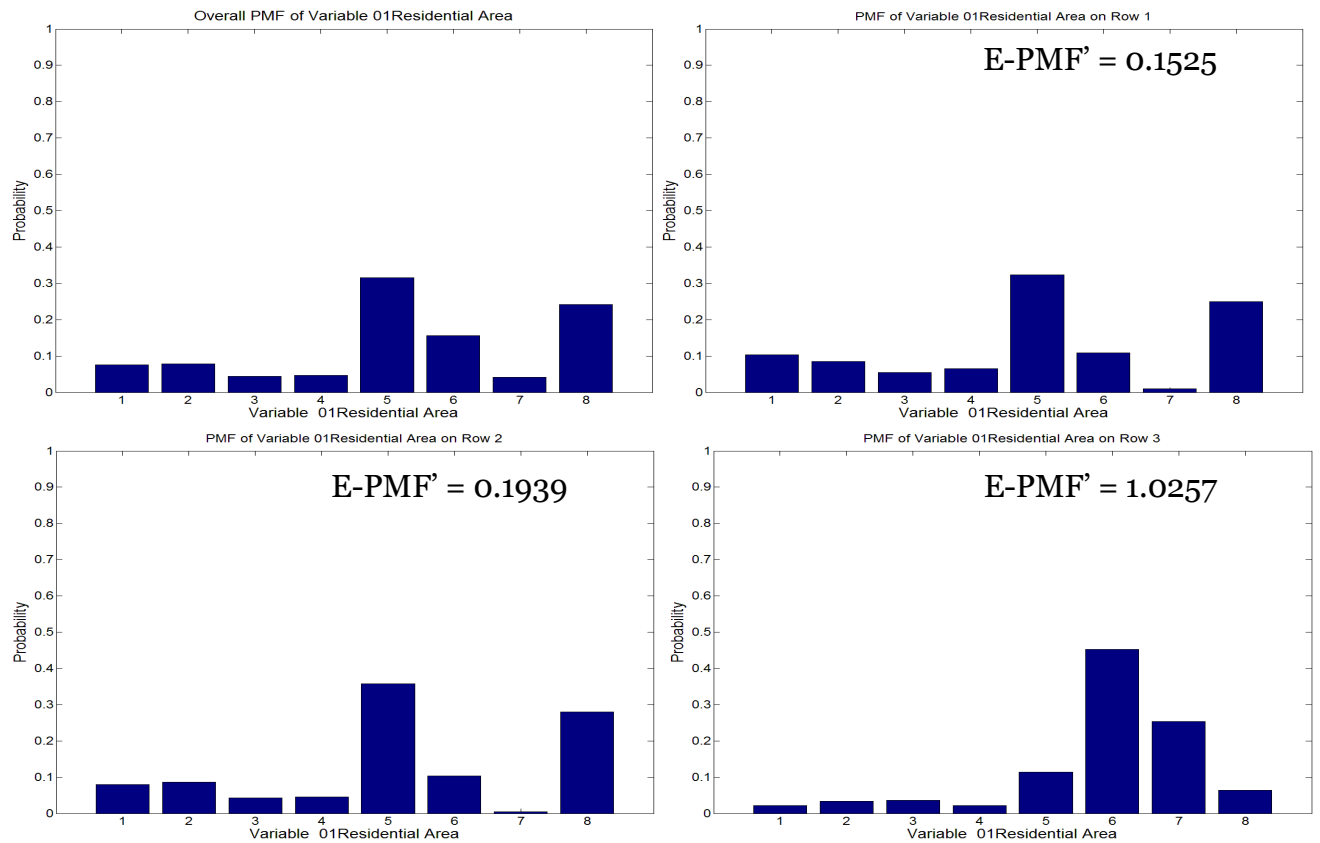 Overall PMF of Variable 01Residential Area
1
0.9
0.8
0.7
0.6
0.5
0.4
0.3
0.2
0.1
0
Probability
1 2 3 4 5 6 7 8
Variable 01Residential Area
PMF of Variable 01Residential Area on Row 1
E-PMF’ = 0.1525
1
0.9
0.8
0.7
0.6
0.5
0.4
0.3
0.2
0.1
0
Probability
1 2 3 4 5 6 7 8
Variable 01Residential Area
PMF of Variable 01Residential Area on Row 2
E-PMF’ = 0.1939
1
0.9
0.8
0.7
0.6
0.5
0.4
0.3
0.2
0.1
0
Probability
1 2 3 4 5 6 7 8
Variable 01Residential Area
PMF of Variable 01Residential Area on Row 3
E-PMF’ = 1.0257
1
0.9
0.8
0.7
0.6
0.5
0.4
0.3
0.2
0.1
0
Probability
1 2 3 4 5 6 7 8
Variable 01Residential Area